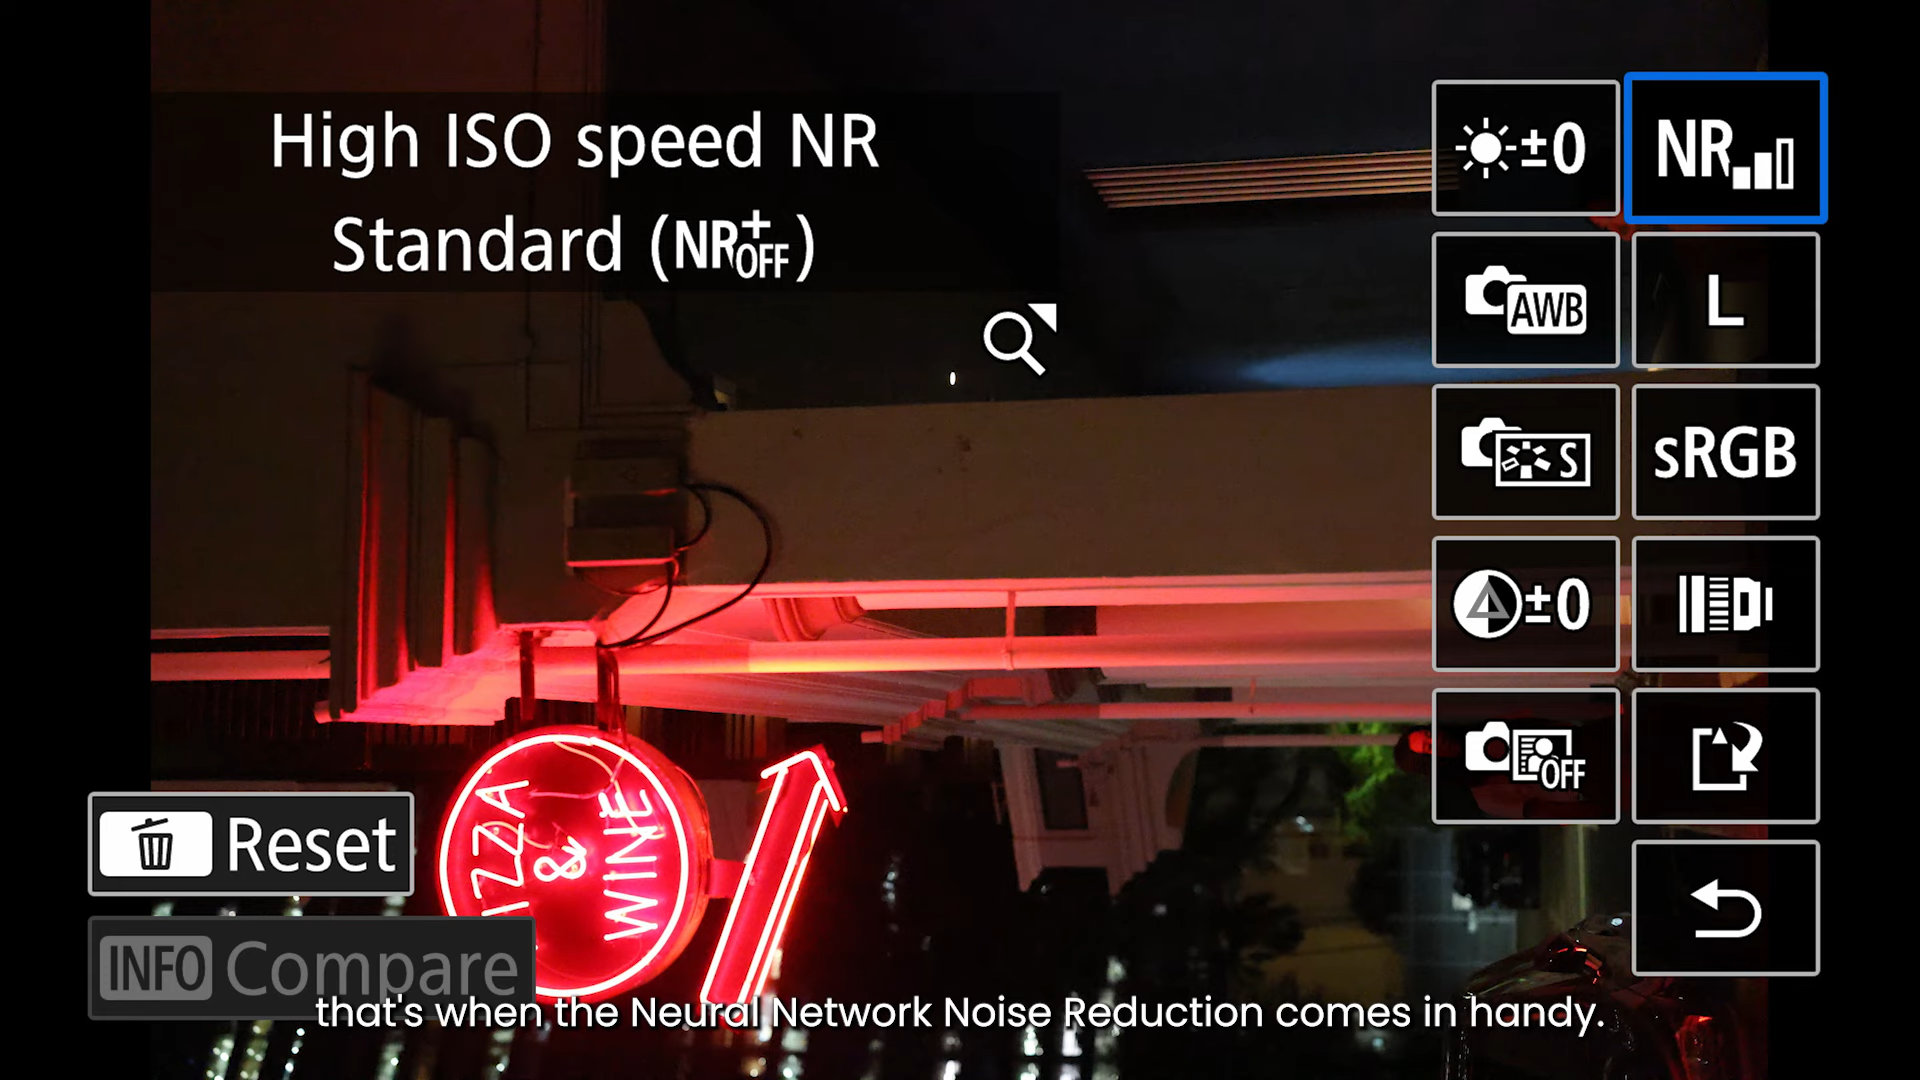 High ISO speed NR
Standard (NR+OFF)
±0
NR
AWB
L
S
sRGB
±0
OFF
Reset
INFO Compare
PIZZA
&
WINE
that's when the Neural Network Noise Reduction comes in handy.